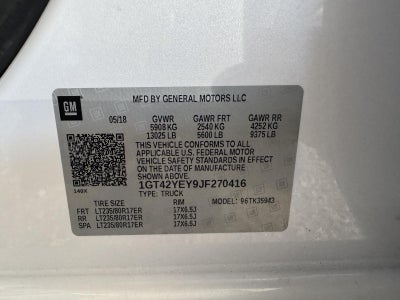 GM
MFD BY GENERAL MOTORS LLC
05/18 GVWR GAWR FRT GAWR RR
5908 KG 2540 KG 4252 KG
13025 LB 5600 LB 9375 LB
THIS VEHICLE CONFORMS TO ALL
APPLICABLE U.S. FEDERAL MOTOR
VEHICLE SAFETY STANDARDS IN
EFFECT ON THE DATE OF MANUFACTURE
SHOWN ABOVE.
1GT42YEY9JF270416
140X TYPE: TRUCK
TIRE SIZE RIM MODEL: 96TK35943
FRT LT235/80R17ER 17X6.5J
RR LT235/80R17ER 17X6.5J
SPA LT235/80R17ER 17X6.5J